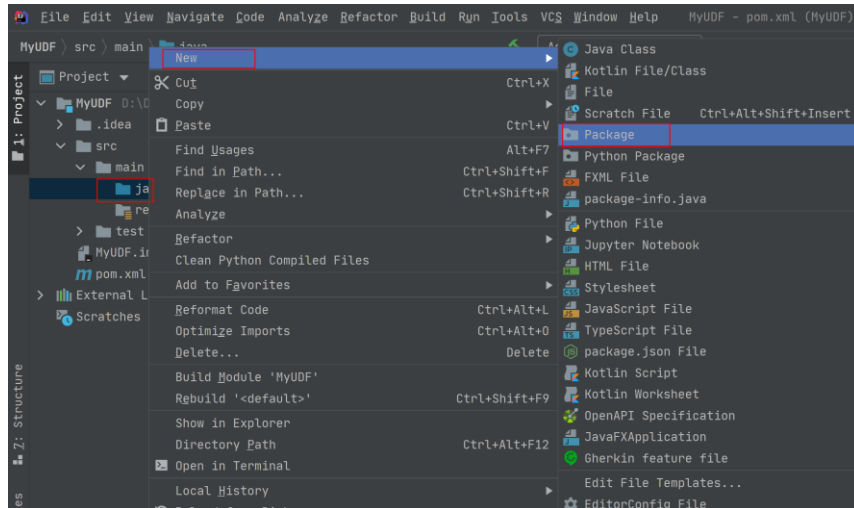 File Edit View Navigate Code Analyze Refactor Build Run Tools VCS Window Help MyUDF - pom.xml (MyUDF)
MyUDF src main java
1: Project
Project
MyUDF D:\D
.idea
src
main
ja
re
test
MyUDF.im
pom.xml
External L
Scratches
Z: Structure
es
New
Cut Ctrl+X
Copy
Paste Ctrl+V
Find Usages Alt+F7
Find in Path... Ctrl+Shift+F
Replace in Path... Ctrl+Shift+R
Analyze
Refactor
Clean Python Compiled Files
Add to Favorites
Reformat Code Ctrl+Alt+L
Optimize Imports Ctrl+Alt+O
Delete... Delete
Build Module 'MyUDF'
Rebuild '<default>' Ctrl+Shift+F9
Show in Explorer
Directory Path Ctrl+Alt+F12
Open in Terminal
Local History
Java Class
Kotlin File/Class
File
Scratch File Ctrl+Alt+Shift+Insert
Package
Python Package
FXML File
package-info.java
Python File
Jupyter Notebook
HTML File
Stylesheet
JavaScript File
TypeScript File
package.json File
Kotlin Script
Kotlin Worksheet
OpenAPI Specification
JavaFXApplication
Gherkin feature file
Edit File Templates...
EditorConfig File